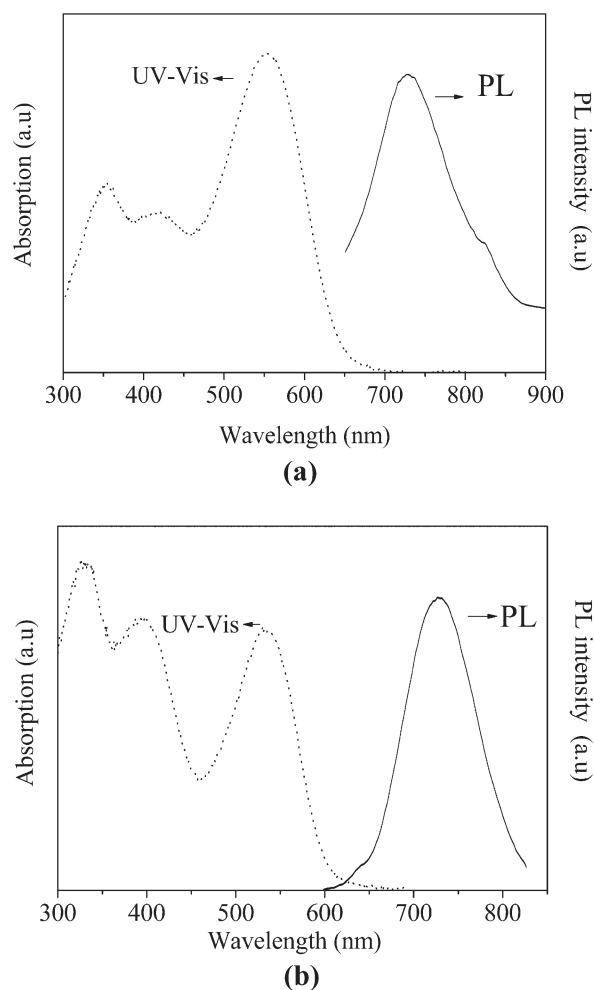 UV-Vis
PL
Absorption (a.u)
PL intensity (a.u)
300 400 500 600 700 800 900
Wavelength (nm)
(a)
UV-Vis
PL
Absorption (a.u)
PL intensity (a.u)
300 400 500 600 700 800
Wavelength (nm)
(b)